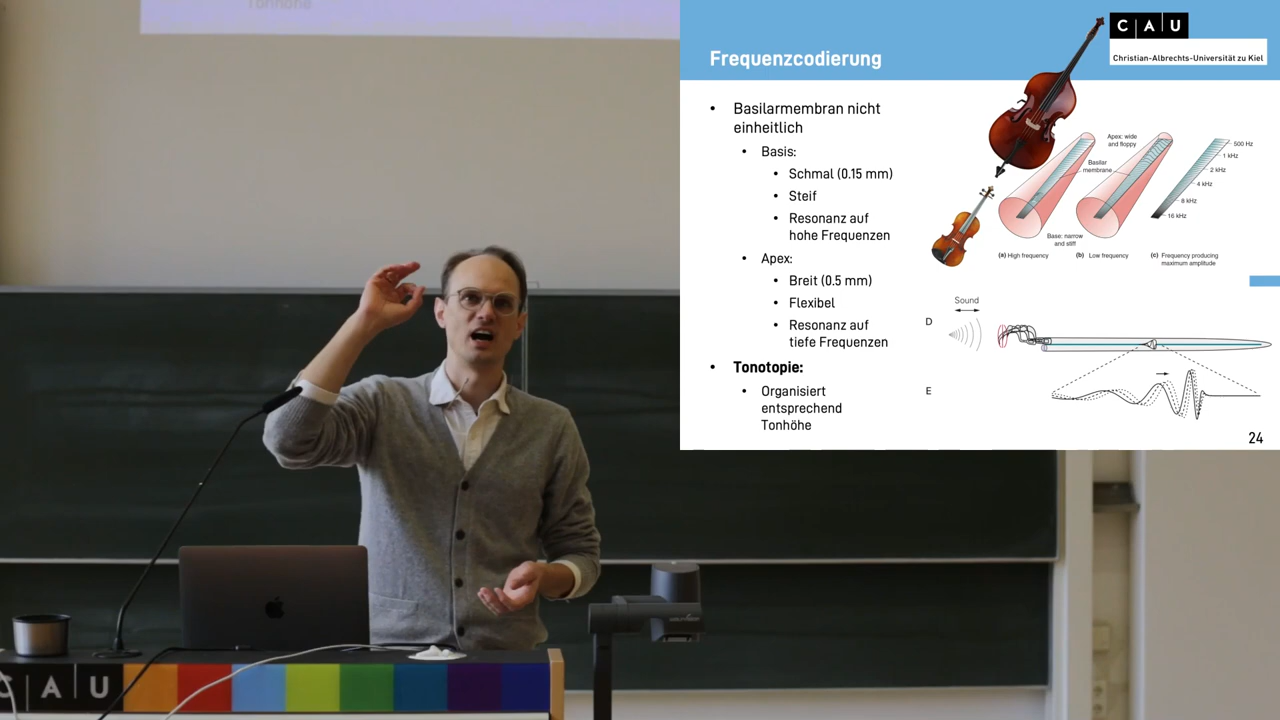 Tonhöhe
Frequenzcodierung
C A U
Christian-Albrechts-Universität zu Kiel
• Basilarmembran nicht
einheitlich
• Basis:
• Schmal (0.15 mm)
• Steif
• Resonanz auf
hohe Frequenzen
• Apex:
• Breit (0.5 mm)
• Flexibel
• Resonanz auf
tiefe Frequenzen
• Tonotopie:
• Organisiert
entsprechend
Tonhöhe
Apex: wide
and floppy
Basilar
membrane
Base: narrow
and stiff
500 Hz
1 kHz
2 kHz
4 kHz
8 kHz
16 kHz
(a) High frequency
(b) Low frequency
(c) Frequency producing
maximum amplitude
Sound
D
E
24
C A U